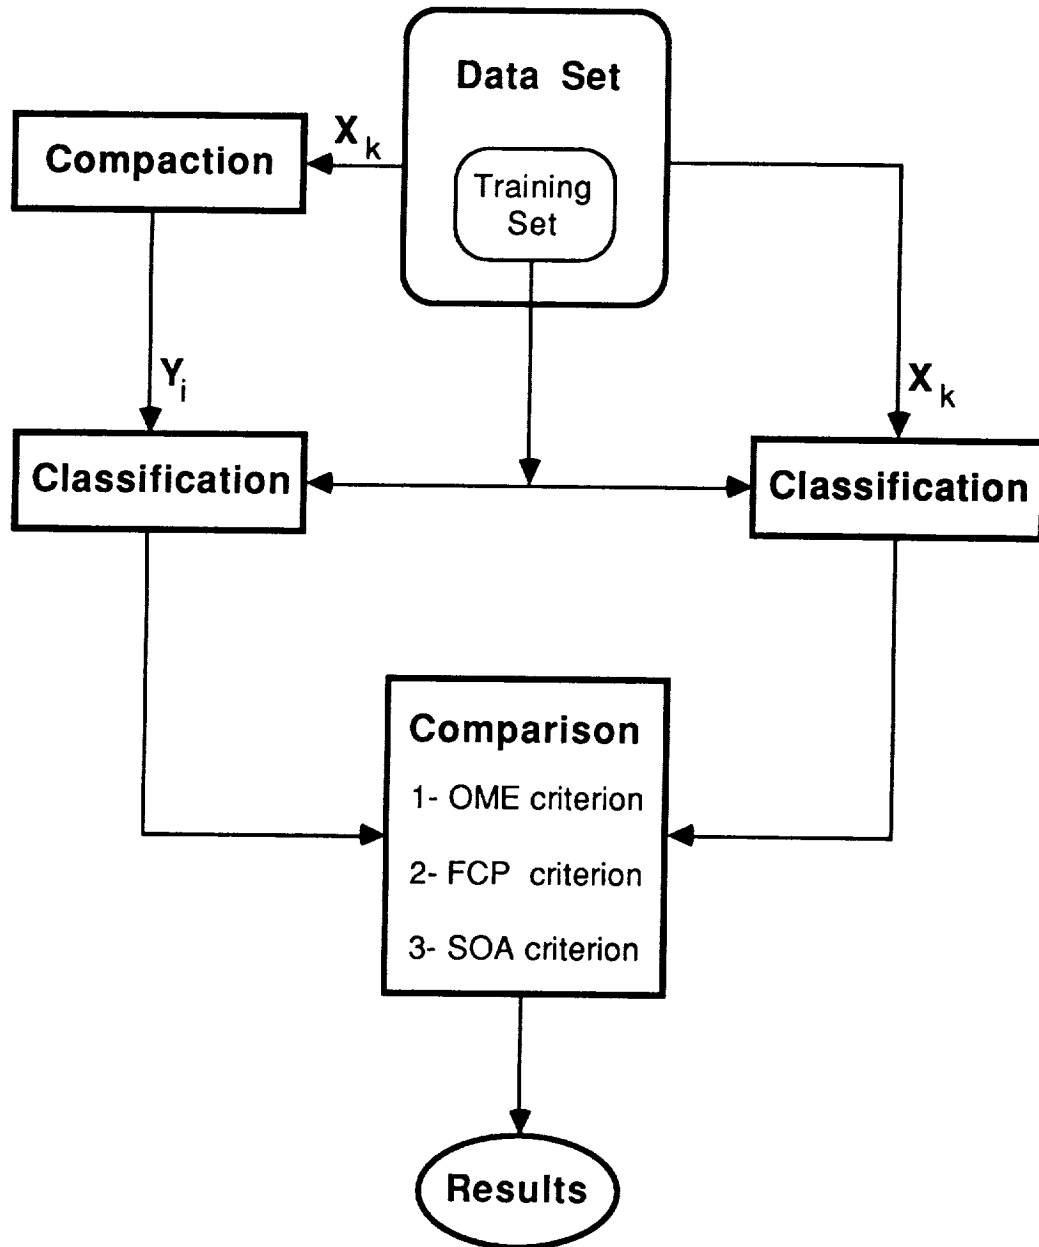 Data Set
X k
Compaction
Training
Set
Y i
X k
Classification
Classification
Comparison
1- OME criterion
2- FCP criterion
3- SOA criterion
Results